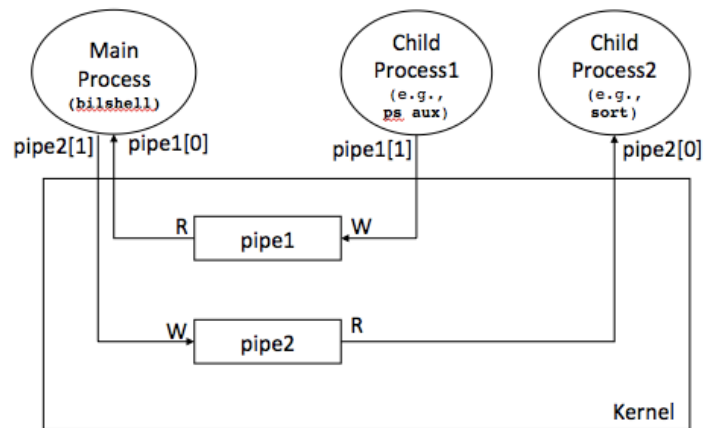 Main
Process
(bilshell)
Child
Process1
(e.g.,
ps aux)
Child
Process2
(e.g.,
sort)
pipe2[1]
pipe1[0]
pipe1[1]
pipe2[0]
R
pipe1
W
W
pipe2
R
Kernel